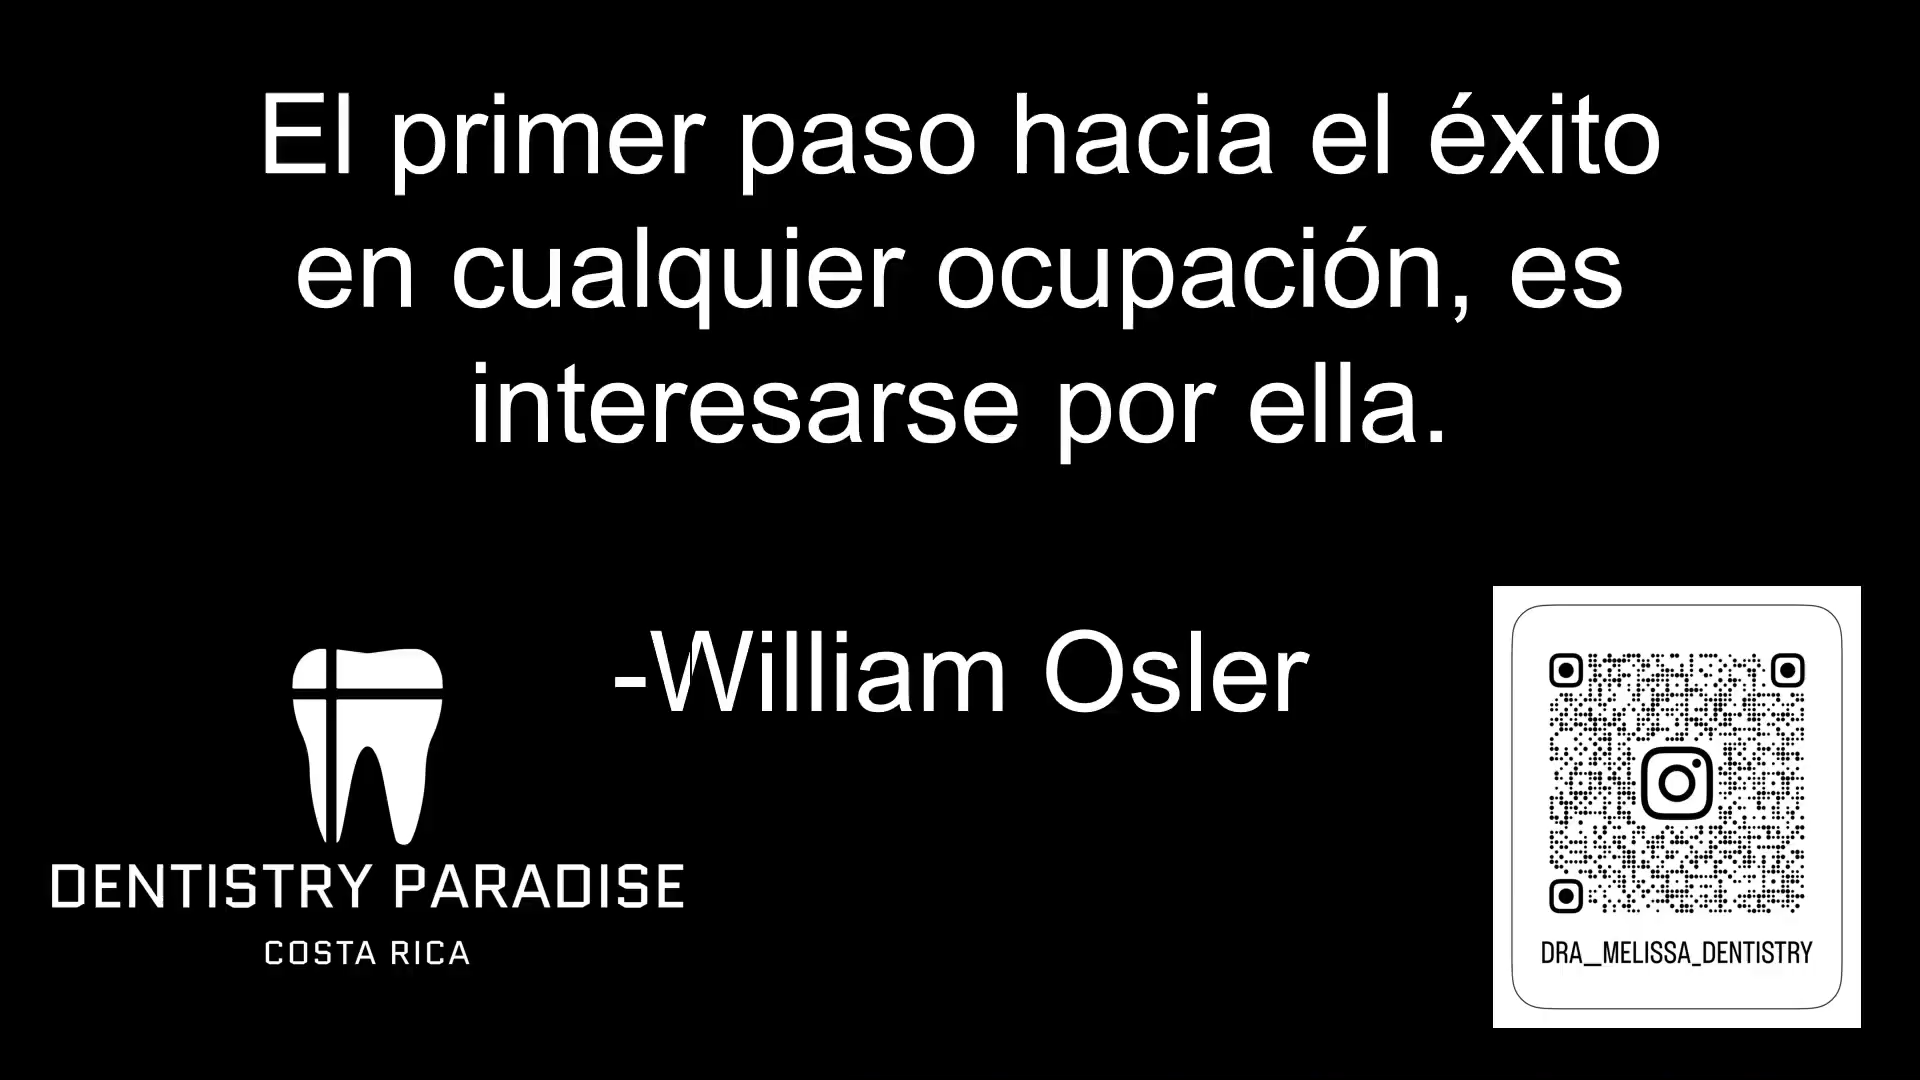 El primer paso hacia el éxito
en cualquier ocupación, es
interesarse por ella.
-William Osler
DENTISTRY PARADISE
COSTA RICA
DRA__MELISSA_DENTISTRY